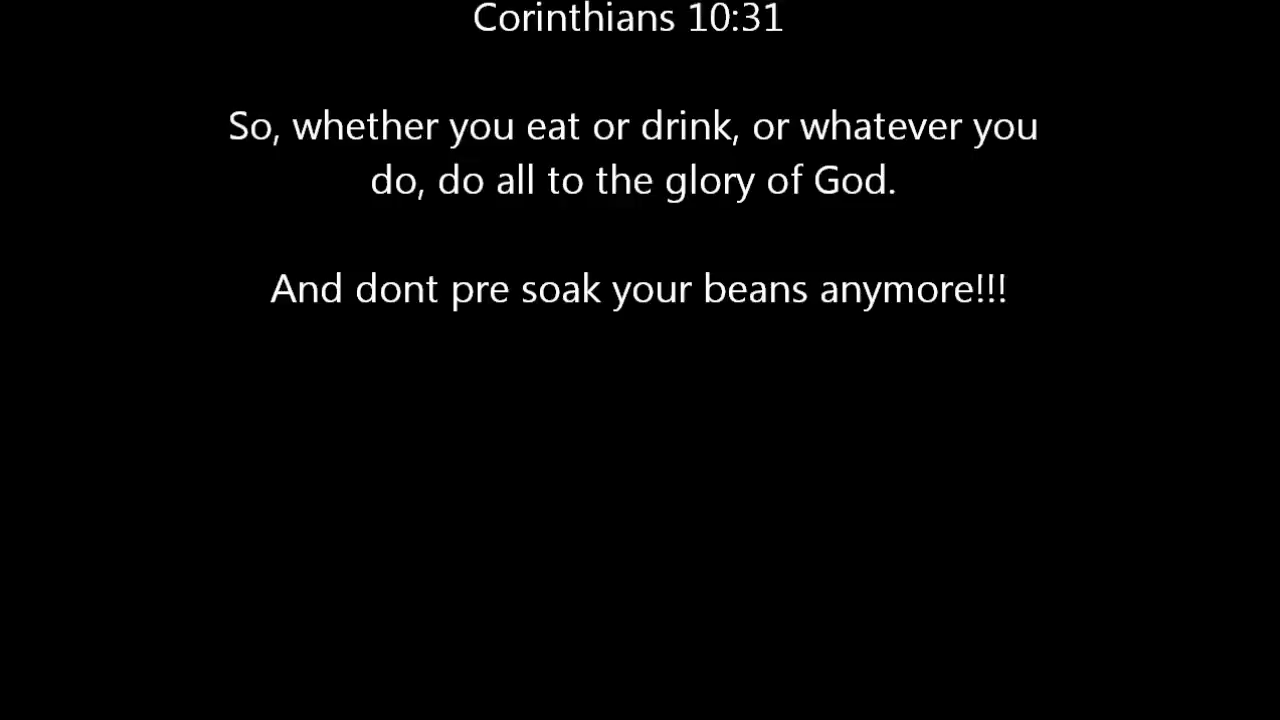 Corinthians 10:31
So, whether you eat or drink, or whatever you
do, do all to the glory of God.
And dont pre soak your beans anymore!!!